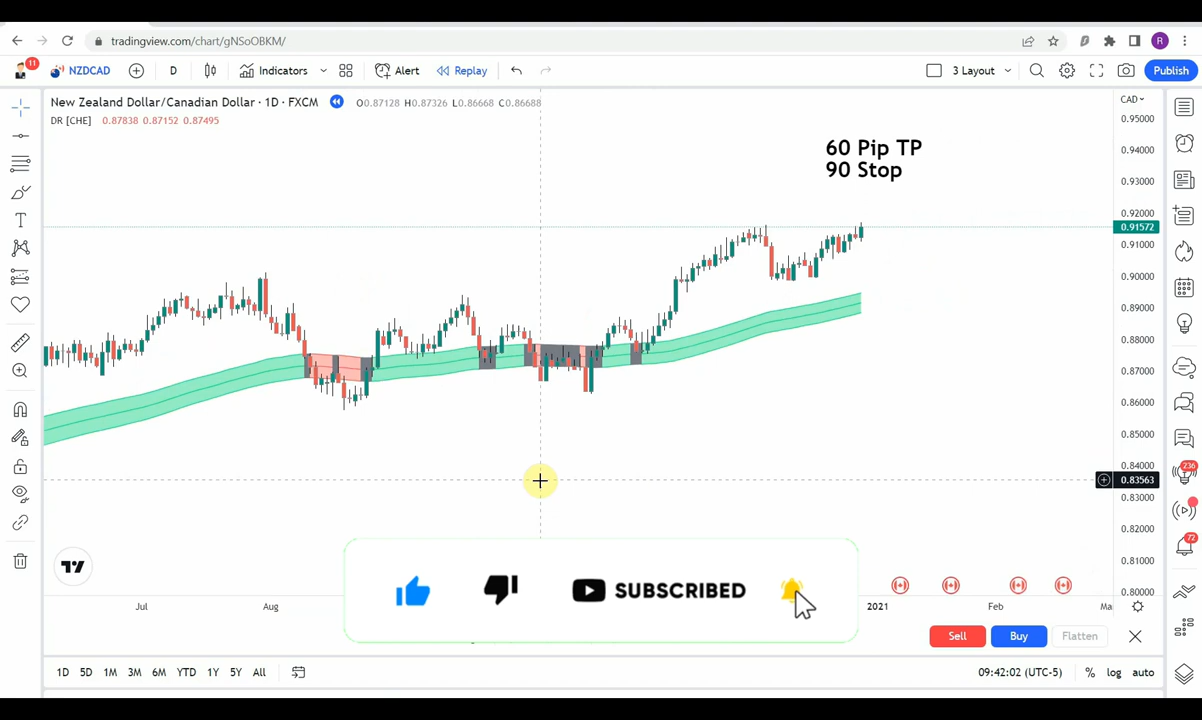 tradingview.com/chart/gNSoOBKM/
R
11
NZDCAD
D
Indicators
Alert
Replay
3 Layout
Publish
New Zealand Dollar/Canadian Dollar · 1D · FXCM
O0.87128 H0.87326 L0.86668 C0.86688
CAD
DR [CHE] 0.87838 0.87152 0.87495
60 Pip TP
90 Stop
0.95000
0.94000
0.93000
0.92000
0.91572
0.91000
0.90000
0.89000
0.88000
0.87000
0.86000
0.85000
0.84000
0.83563
0.83000
0.82000
0.81000
0.80000
236
72
SUBSCRIBED
Jul
Aug
2021
Feb
Ma
Sell
Buy
Flatten
1D 5D 1M 3M 6M YTD 1Y 5Y All
09:42:02 (UTC-5)
% log auto